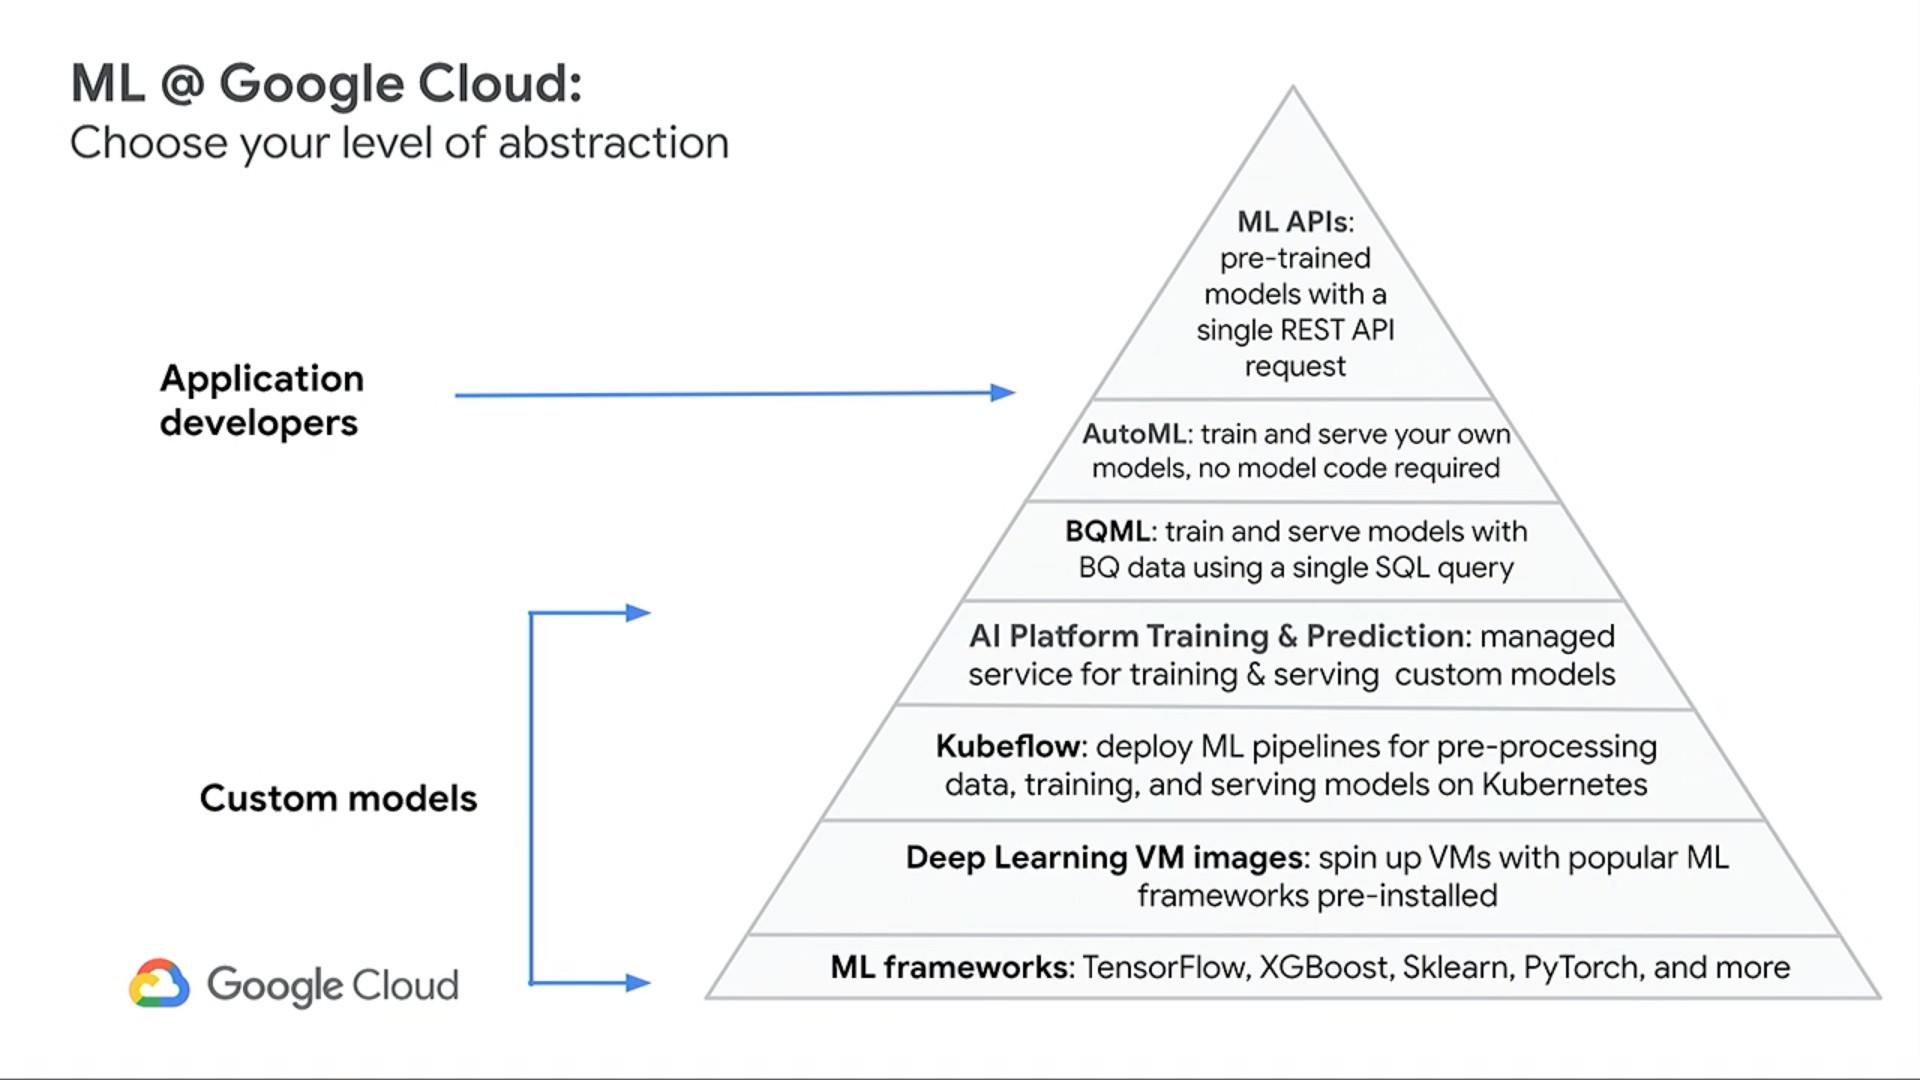 ML @ Google Cloud:
Choose your level of abstraction
ML APIs:
pre-trained
models with a
single REST API
request
Application
developers
AutoML: train and serve your own
models, no model code required
BQML: train and serve models with
BQ data using a single SQL query
AI Platform Training & Prediction: managed
service for training & serving custom models
Kubeflow: deploy ML pipelines for pre-processing
data, training, and serving models on Kubernetes
Custom models
Deep Learning VM images: spin up VMs with popular ML
frameworks pre-installed
ML frameworks: TensorFlow, XGBoost, Sklearn, PyTorch, and more
Google Cloud